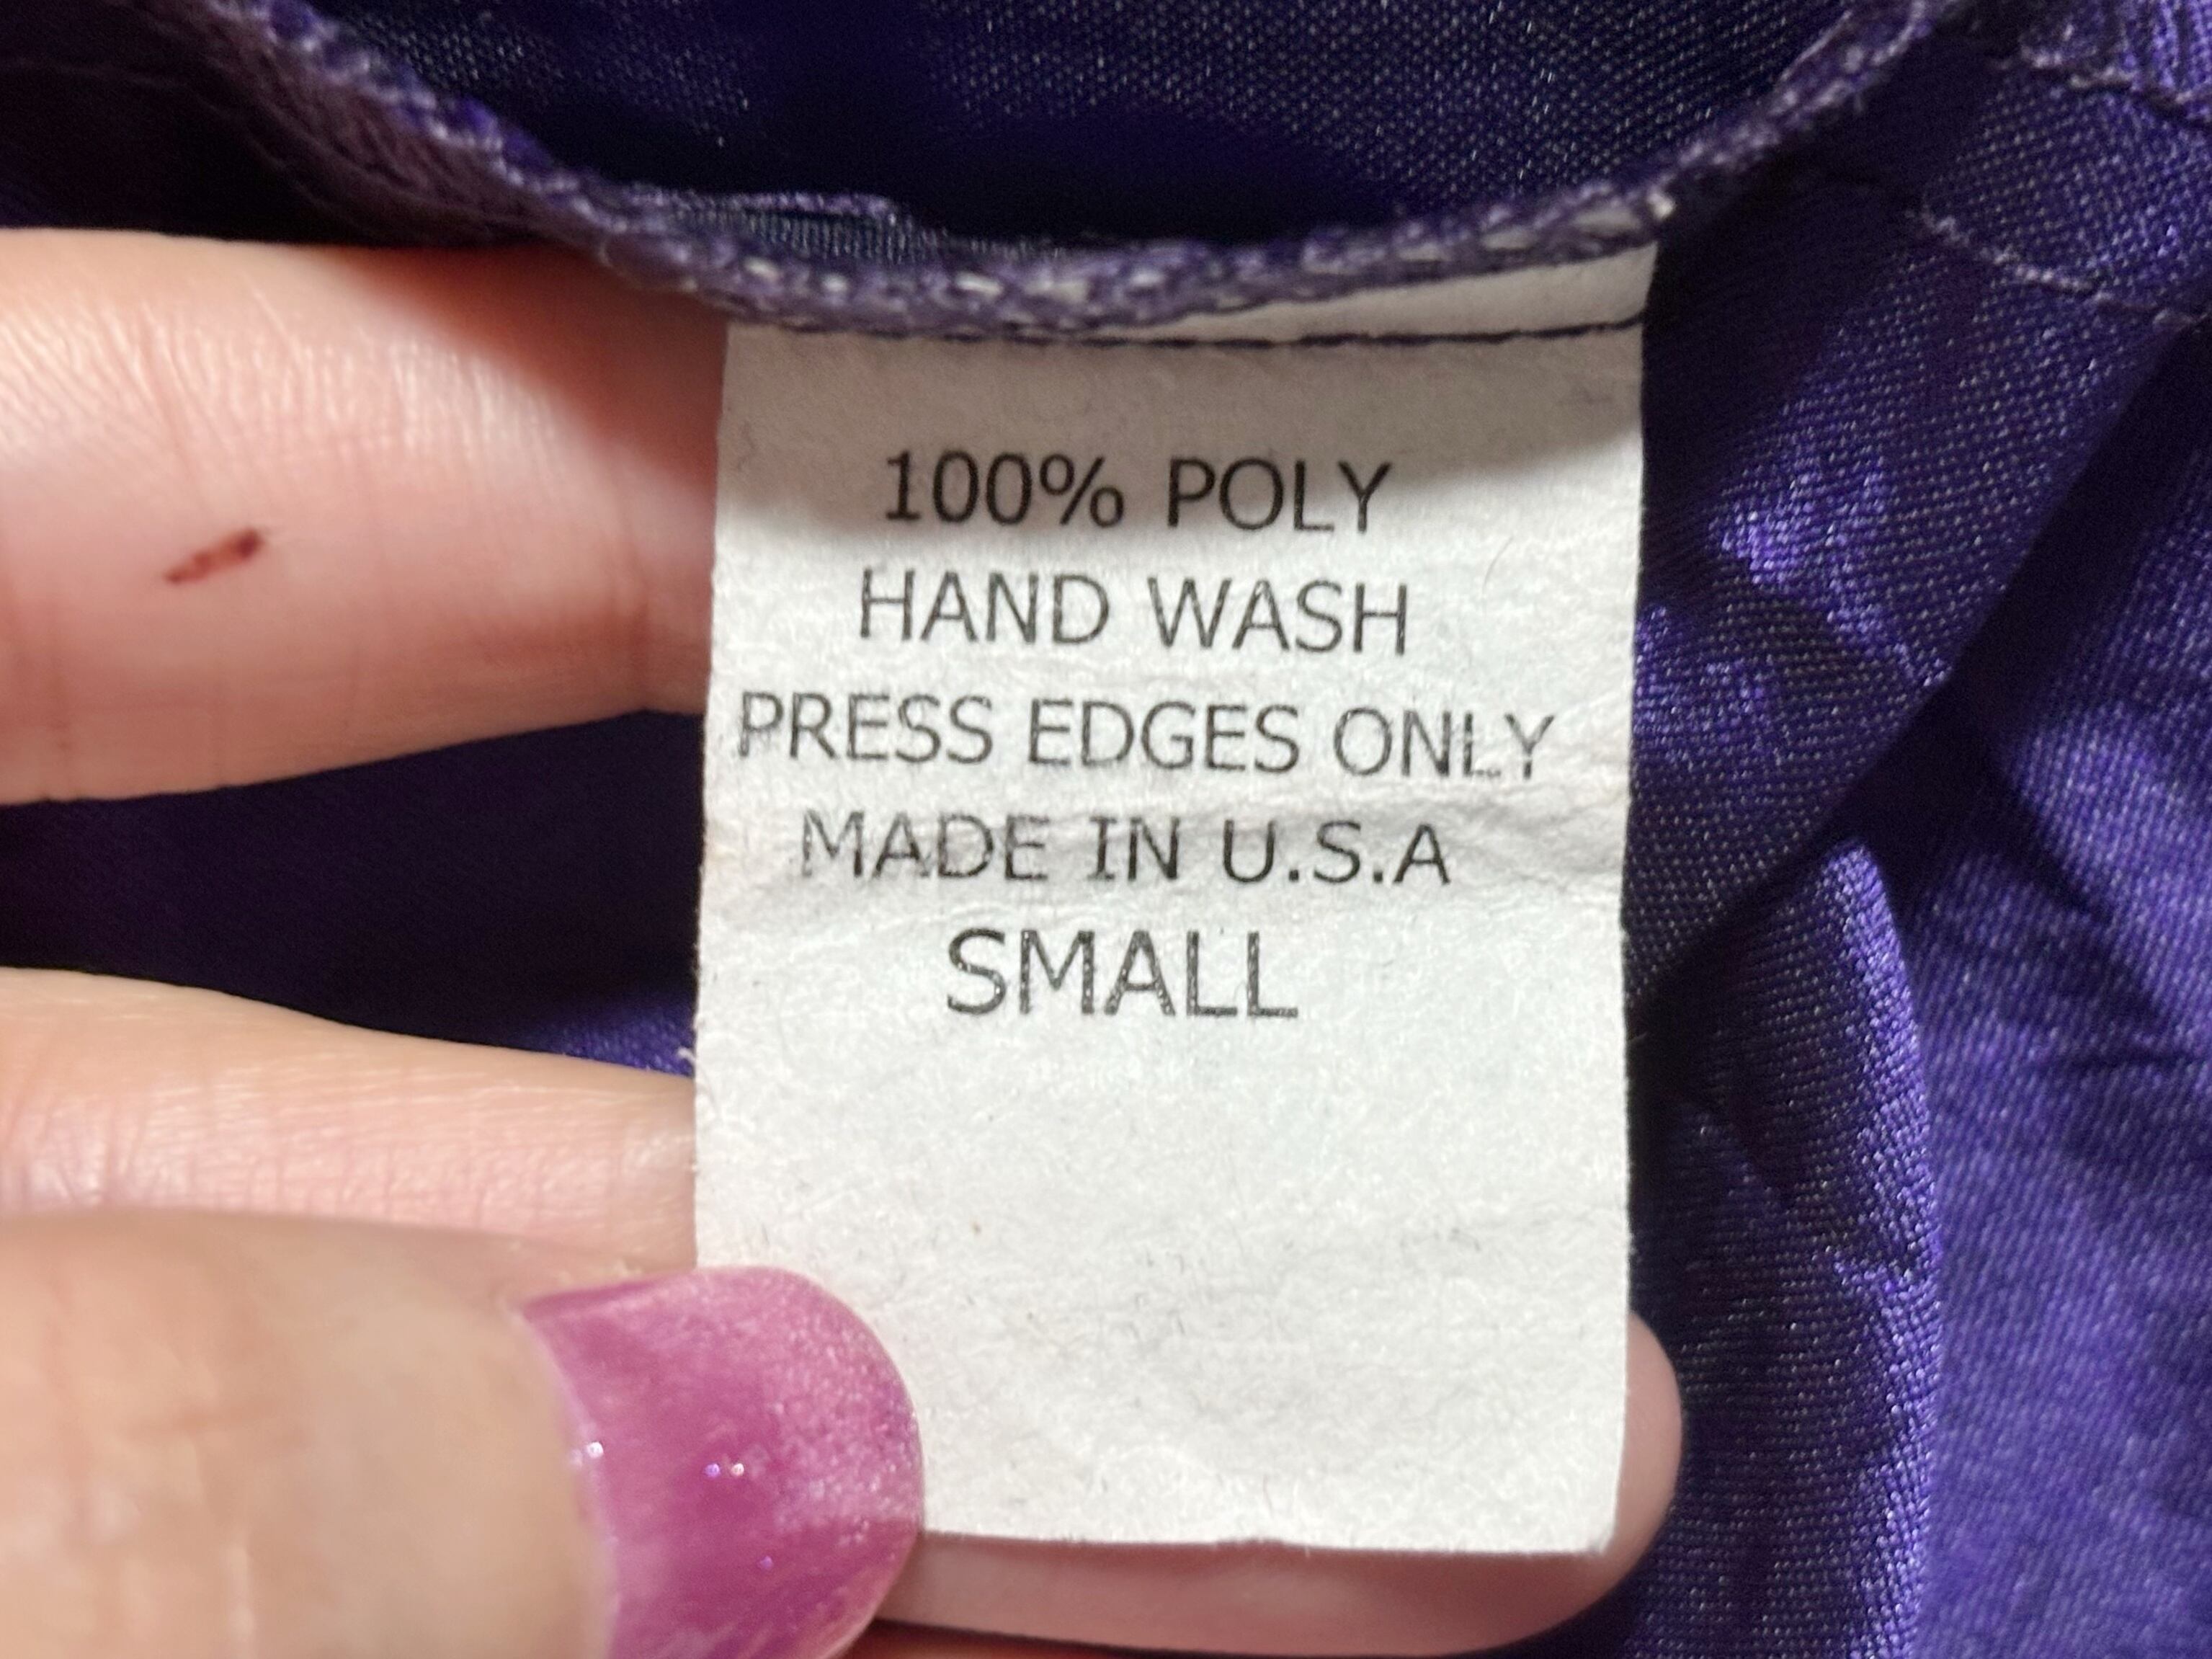 100% POLY
HAND WASH
PRESS EDGES ONLY
MADE IN U.S.A
SMALL